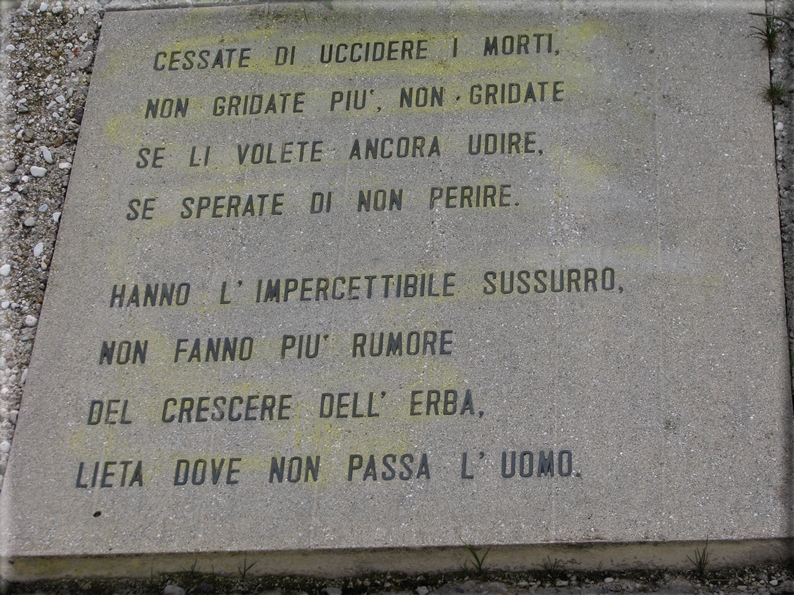 CESSATE DI UCCIDERE I MORTI,
NON GRIDATE PIU', NON GRIDATE
SE LI VOLETE ANCORA UDIRE,
SE SPERATE DI NON PERIRE.
HANNO L'IMPERCETTIBILE SUSSURRO,
NON FANNO PIU' RUMORE
DEL CRESCERE DELL' ERBA,
LIETA DOVE NON PASSA L'UOMO.